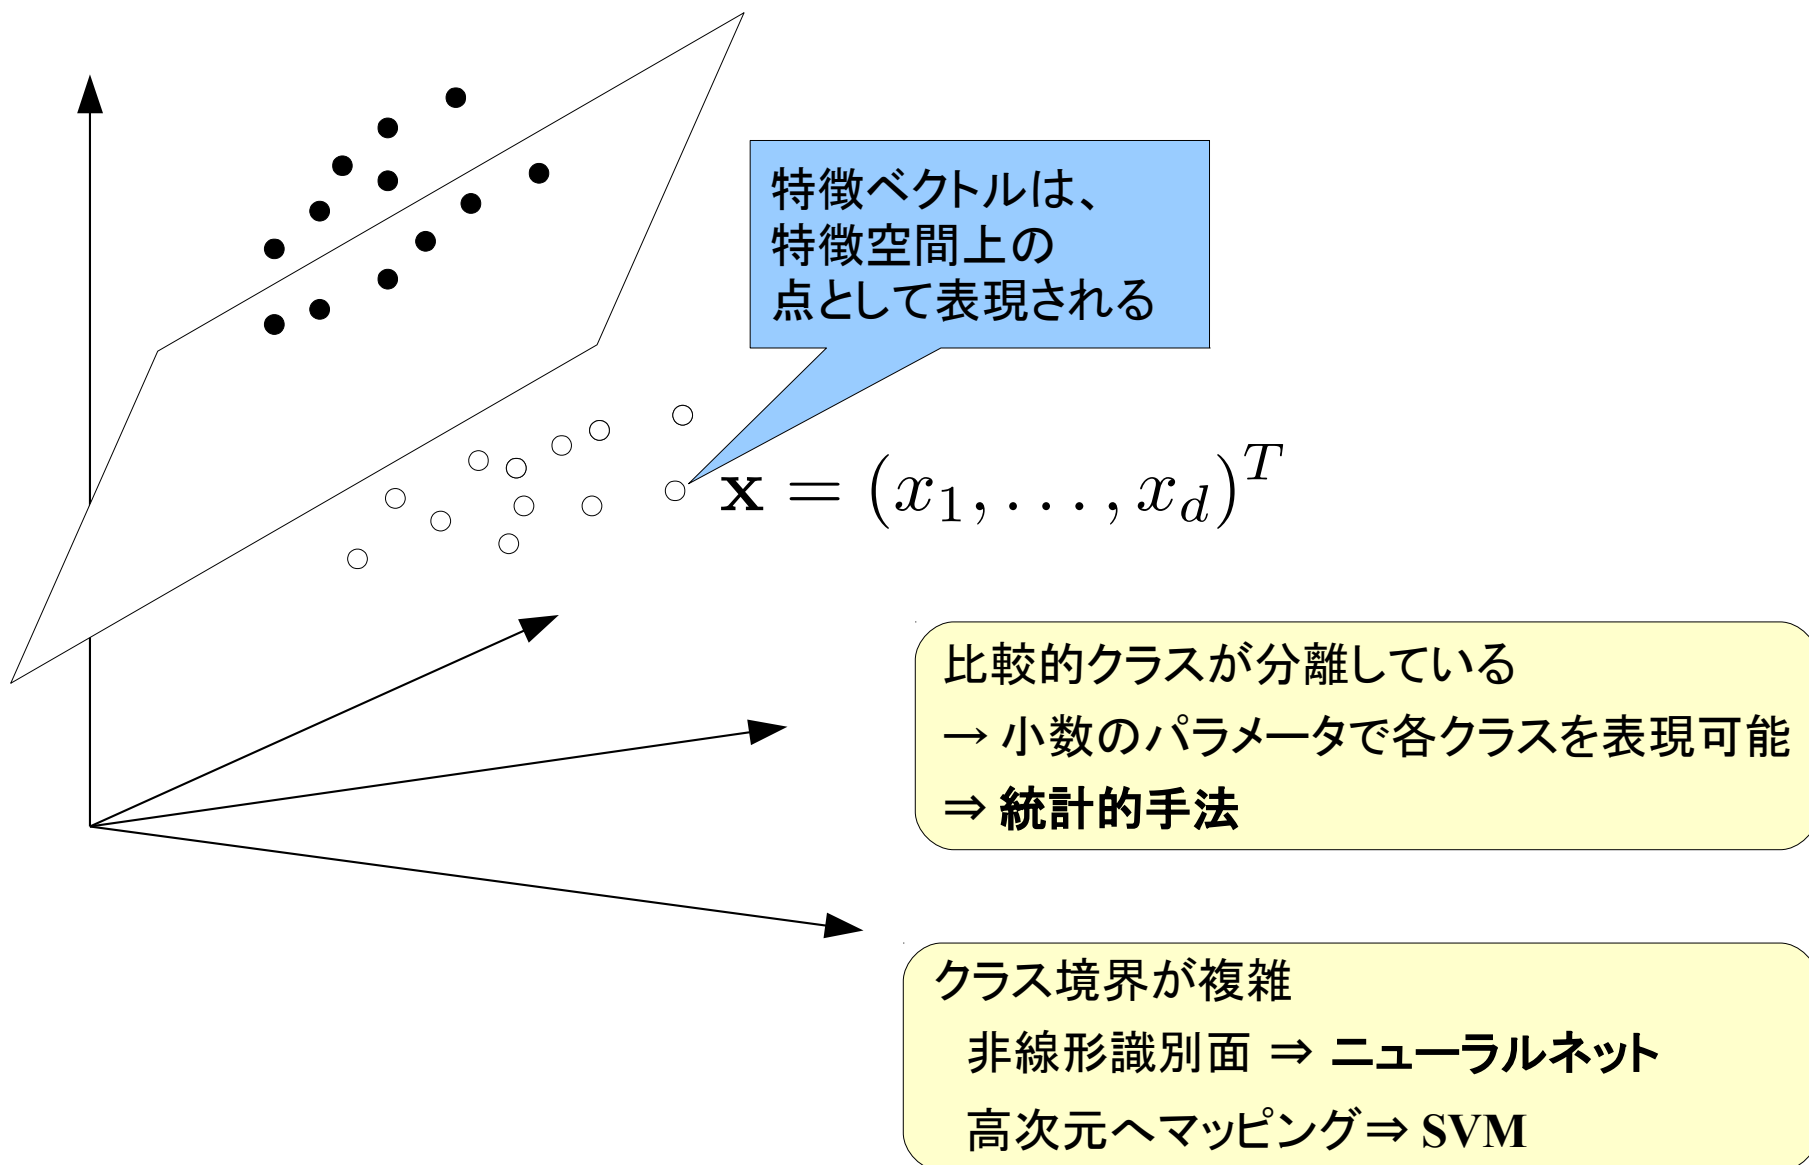 特徴ベクトルは、
特徴空間上の
点として表現される
𝐱 = (x₁, . . . , x_d)^T
比較的クラスが分離している
→ 小数のパラメータで各クラスを表現可能
⇒ 統計的手法
クラス境界が複雑
非線形識別面 ⇒ ニューラルネット
高次元へマッピング⇒ SVM